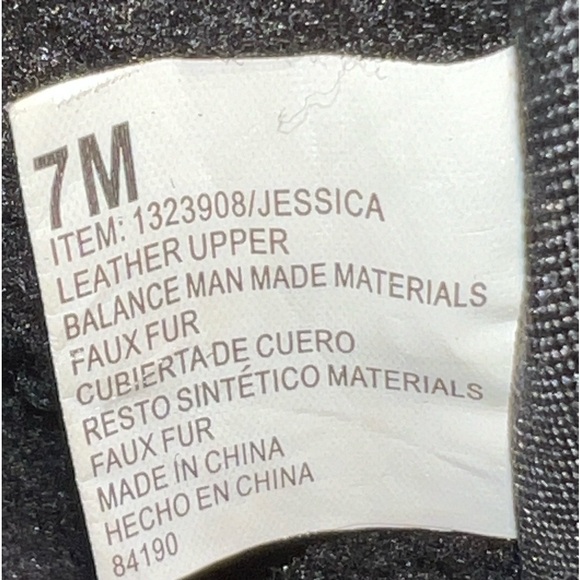 7M
ITEM: 1323908/JESSICA
LEATHER UPPER
BALANCE MAN MADE MATERIALS
FAUX FUR
CUBIERTA DE CUERO
RESTO SINTÉTICO MATERIALS
FAUX FUR
MADE IN CHINA
HECHO EN CHINA
84190